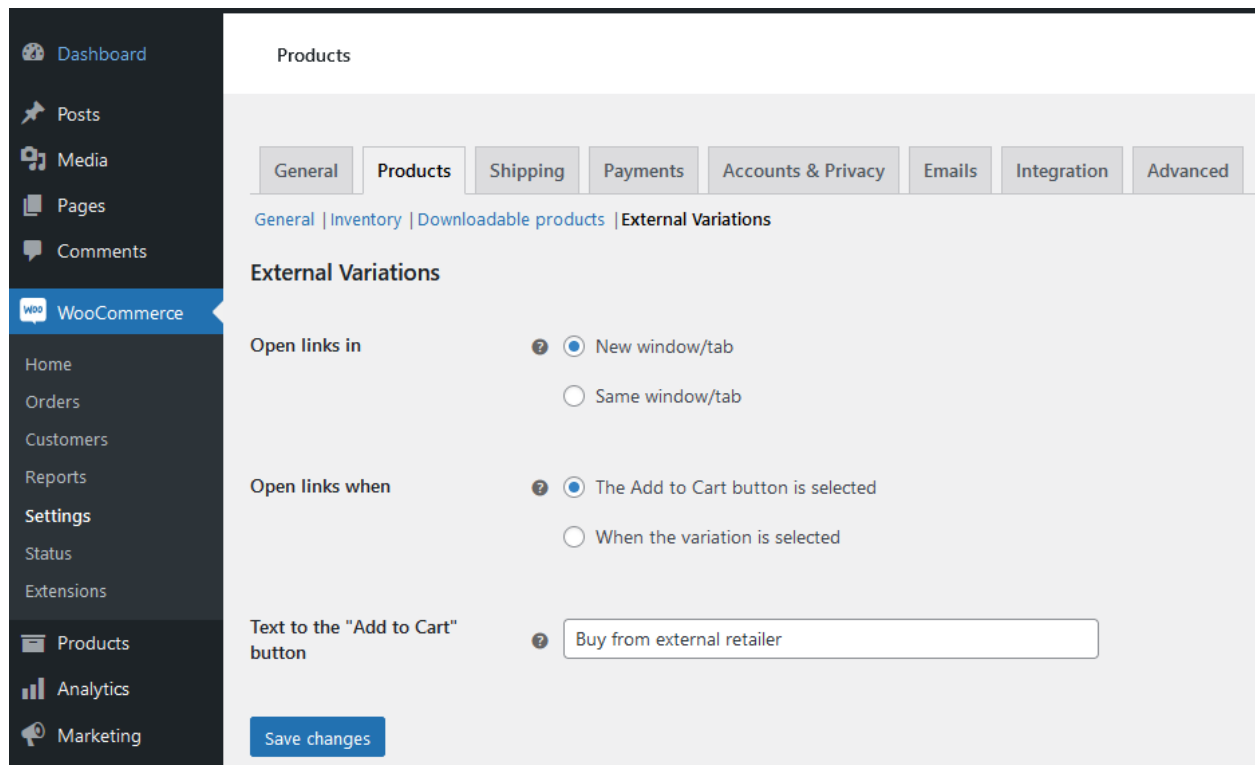 Dashboard
Posts
Media
Pages
Comments
WOO WooCommerce
Home
Orders
Customers
Reports
Settings
Status
Extensions
Products
Analytics
Marketing
Products
General Products Shipping Payments Accounts & Privacy Emails Integration Advanced
General | Inventory | Downloadable products | External Variations
External Variations
Open links in ? New window/tab
Same window/tab
Open links when ? The Add to Cart button is selected
When the variation is selected
Text to the "Add to Cart"
button ? Buy from external retailer
Save changes